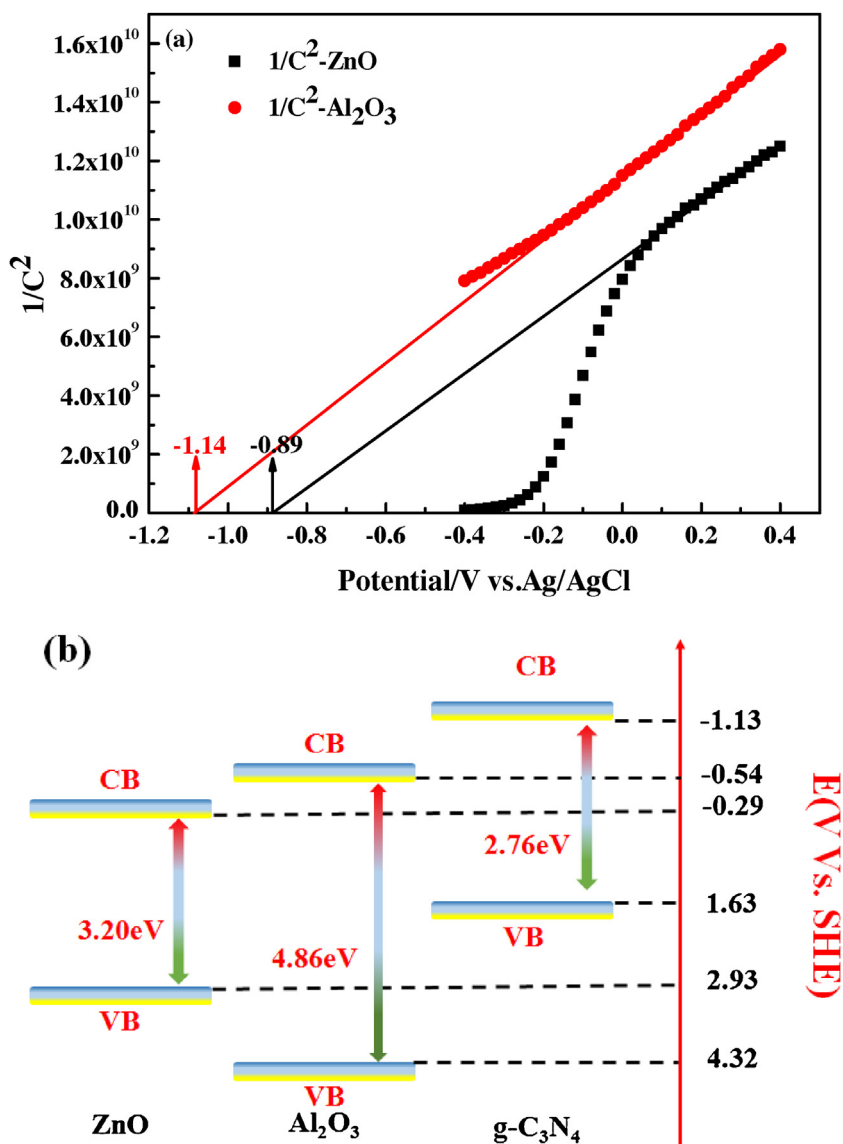 (a)
1/C²-ZnO
1/C²-Al₂O₃
1.6x10¹⁰
1.4x10¹⁰
1.2x10¹⁰
1.0x10¹⁰
8.0x10⁹
6.0x10⁹
4.0x10⁹
2.0x10⁹
0.0
1/C²
-1.14
-0.89
-1.2 -1.0 -0.8 -0.6 -0.4 -0.2 0.0 0.2 0.4
Potential/V vs.Ag/AgCl
(b)
CB
CB
CB
-1.13
-0.54
-0.29
3.20eV
4.86eV
2.76eV
1.63
2.93
4.32
VB
VB
VB
E(V Vs. SHE)
ZnO Al₂O₃ g-C₃N₄